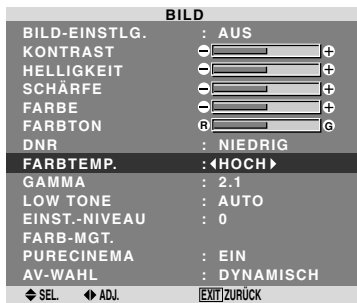 BILD
BILD-EINSTLG. : AUS
KONTRAST
HELLIGKEIT
SCHÄRFE
FARBE
FARBTON R G
DNR : NIEDRIG
FARBTEMP. : HOCH
GAMMA : 2.1
LOW TONE : AUTO
EINST.-NIVEAU : 0
FARB-MGT.
PURECINEMA : EIN
AV-WAHL : DYNAMISCH
SEL. ADJ. EXIT ZURÜCK